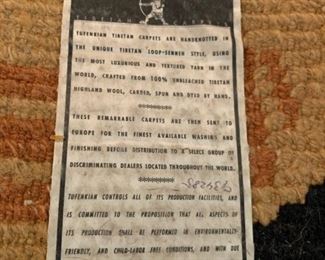 TUFENKIAN TIBETAN CARPETS ARE HANDKNOTTED IN
THE UNIQUE TIBETAN LOOP-SENNEH STYLE, USING
THE MOST LUXURIOUS AND TEXTURED YARN IN THE
WORLD, CRAFTED FROM 100% UNBLEACHED TIBETAN
HIGHLAND WOOL, CARDED, SPUN AND DYED BY HAND.
THESE REMARKABLE CARPETS ARE THEN SENT TO
EUROPE FOR THE FINEST AVAILABLE WASHING AND
FINISHING BEFORE DISTRIBUTION TO A SELECT GROUP OF
DISCRIMINATING DEALERS LOCATED THROUGHOUT THE WORLD.
TUFENKIAN CONTROLS ALL OF ITS PRODUCTION FACILITIES, AND
IS COMMITTED TO THE PROPOSITION THAT ALL ASPECTS OF
ITS PRODUCTION SHALL BE PERFORMED IN ENVIRONMENTALLY-
FRIENDLY, AND CHILD-LABOR FREE CONDITIONS, AND WITH DUE